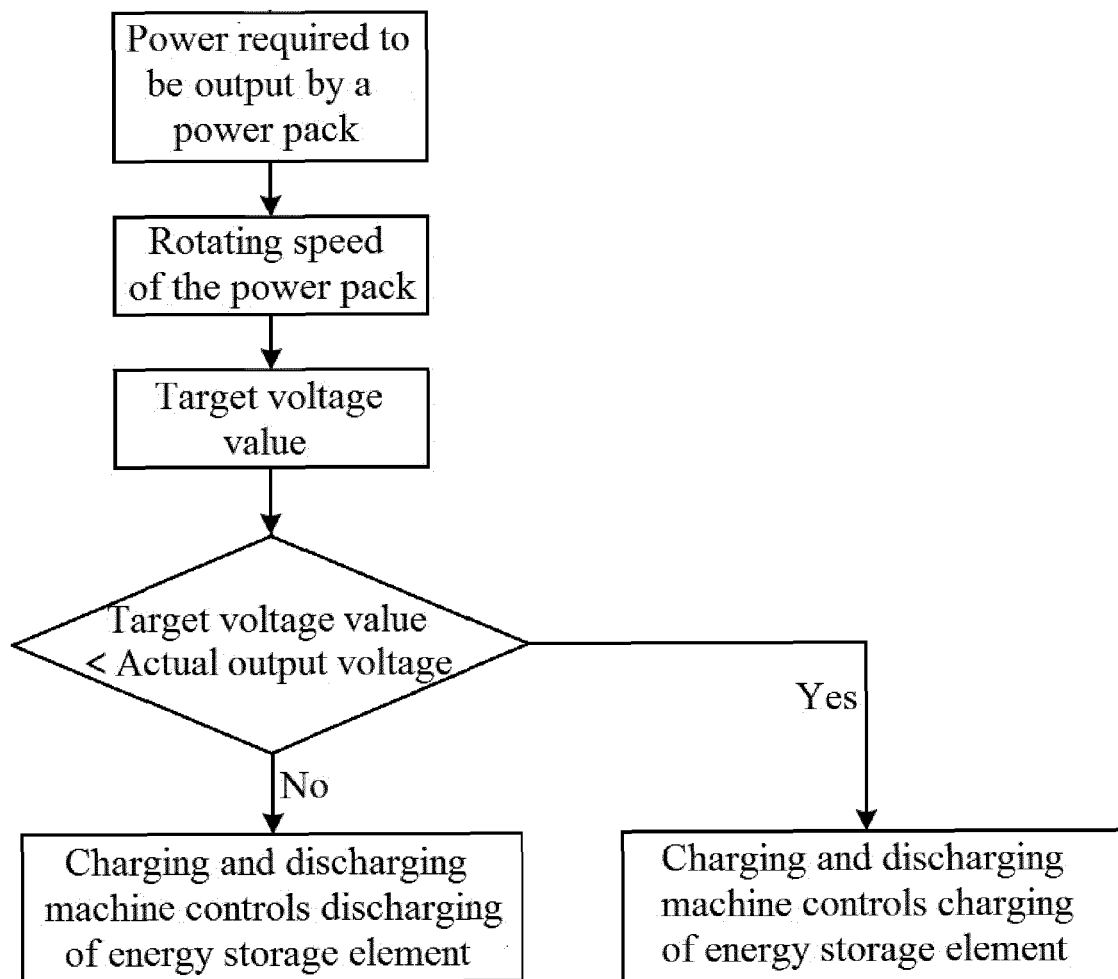 Power required to
be output by a
power pack
Rotating speed
of the power pack
Target voltage
value
Target voltage value
< Actual output voltage
Yes
No
Charging and discharging
machine controls discharging
of energy storage element
Charging and discharging
machine controls charging
of energy storage element